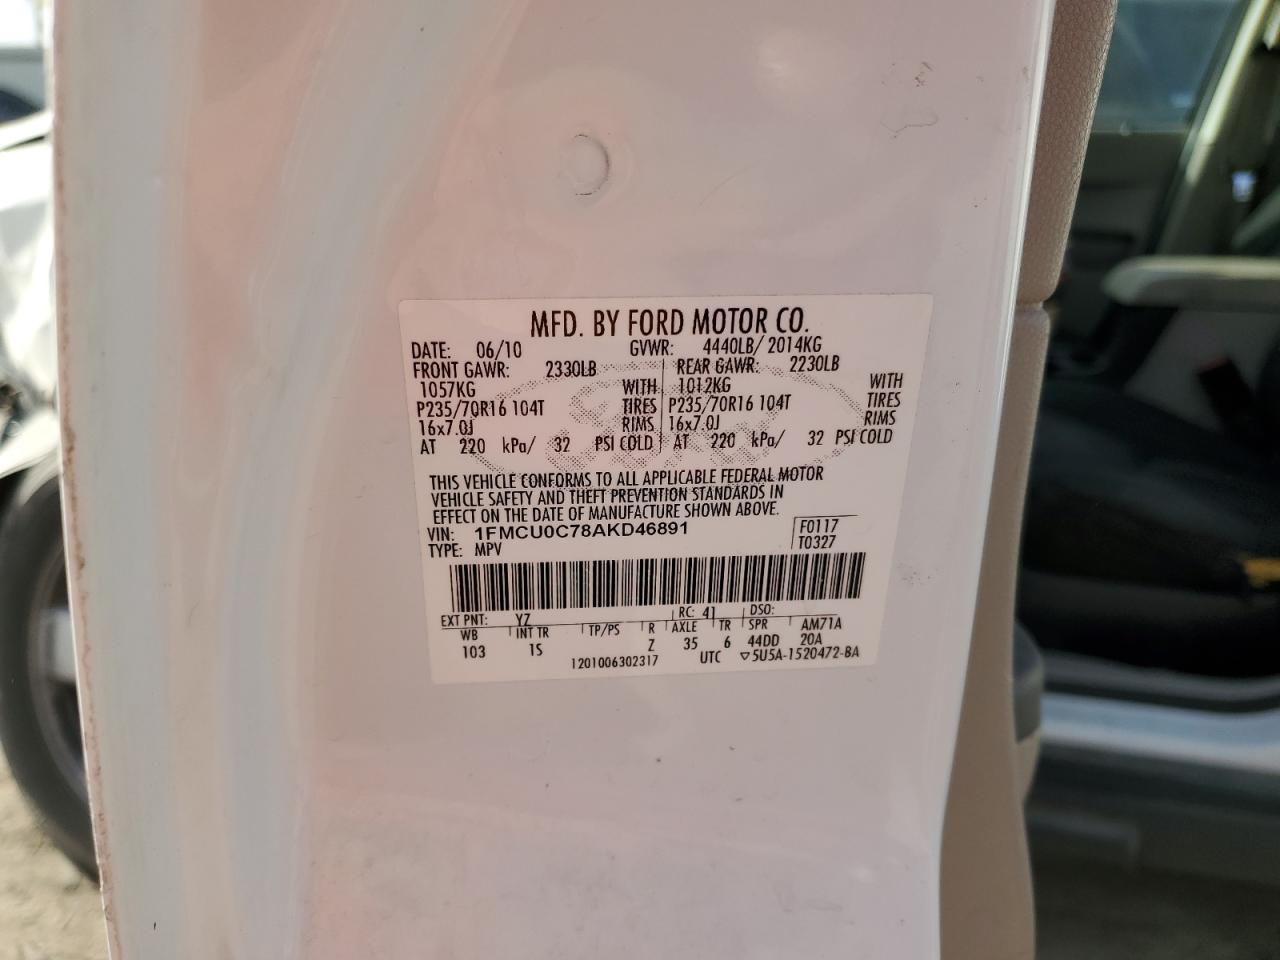 MFD. BY FORD MOTOR CO.
DATE: 06/10 GVWR: 4440LB/ 2014KG
FRONT GAWR: 2330LB REAR GAWR: 2230LB
1057KG WITH 1012KG WITH
P235/70R16 104T TIRES P235/70R16 104T TIRES
16x7.0J RIMS 16x7.0J RIMS
AT 220 kPa/ 32 PSI COLD AT 220 kPa/ 32 PSI COLD
THIS VEHICLE CONFORMS TO ALL APPLICABLE FEDERAL MOTOR
VEHICLE SAFETY AND THEFT PREVENTION STANDARDS IN
EFFECT ON THE DATE OF MANUFACTURE SHOWN ABOVE.
VIN: 1FMCU0C78AKD46891 F0117
TYPE: MPV T0327
EXT PNT: YZ RC: 41 DSO:
WB INT TR TP/PS R AXLE TR SPR AM71A
103 1S Z 35 6 44DD 20A
1201006302317 UTC ▽5U5A-1520472-BA